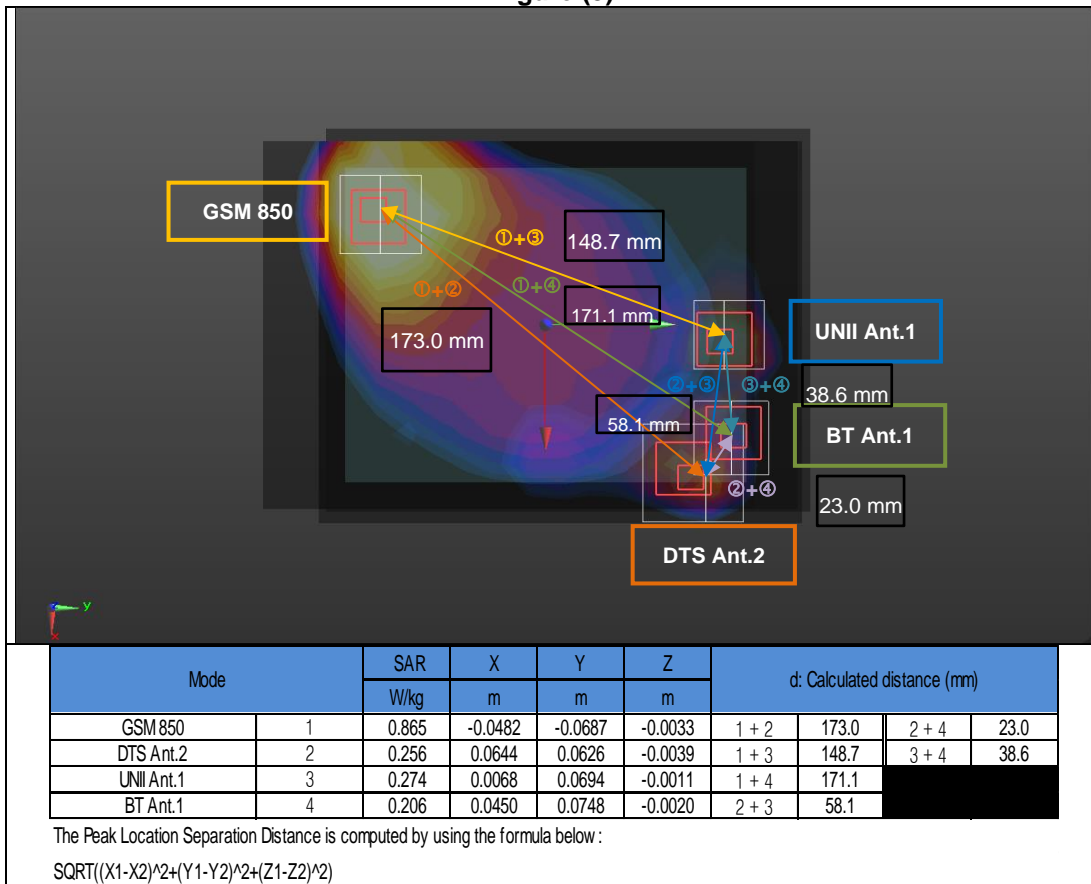 GSM 850
①+③
148.7 mm
①+②
①+④
171.1 mm
173.0 mm
UNII Ant.1
②+③
③+④
38.6 mm
58.1 mm
BT Ant.1
②+④
23.0 mm
DTS Ant.2
Y
X
Mode SAR X Y Z d: Calculated distance (mm)
W/kg m m m
GSM 850 1 0.865 -0.0482 -0.0687 -0.0033 1 + 2 173.0 2 + 4 23.0
DTS Ant.2 2 0.256 0.0644 0.0626 -0.0039 1 + 3 148.7 3 + 4 38.6
UNII Ant.1 3 0.274 0.0068 0.0694 -0.0011 1 + 4 171.1
BT Ant.1 4 0.206 0.0450 0.0748 -0.0020 2 + 3 58.1
The Peak Location Separation Distance is computed by using the formula below :
SQRT((X1-X2)^2+(Y1-Y2)^2+(Z1-Z2)^2)